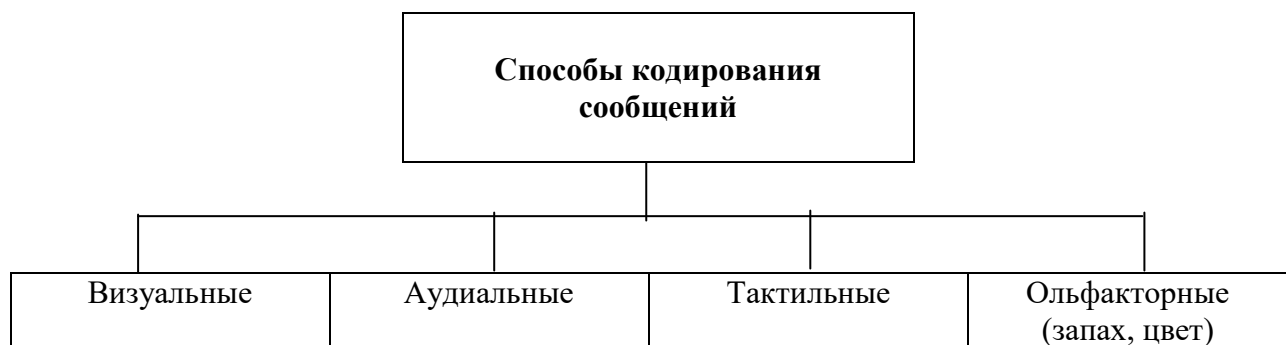 Способы кодирования
сообщений
Визуальные
Аудиальные
Тактильные
Ольфакторные
(запах, цвет)